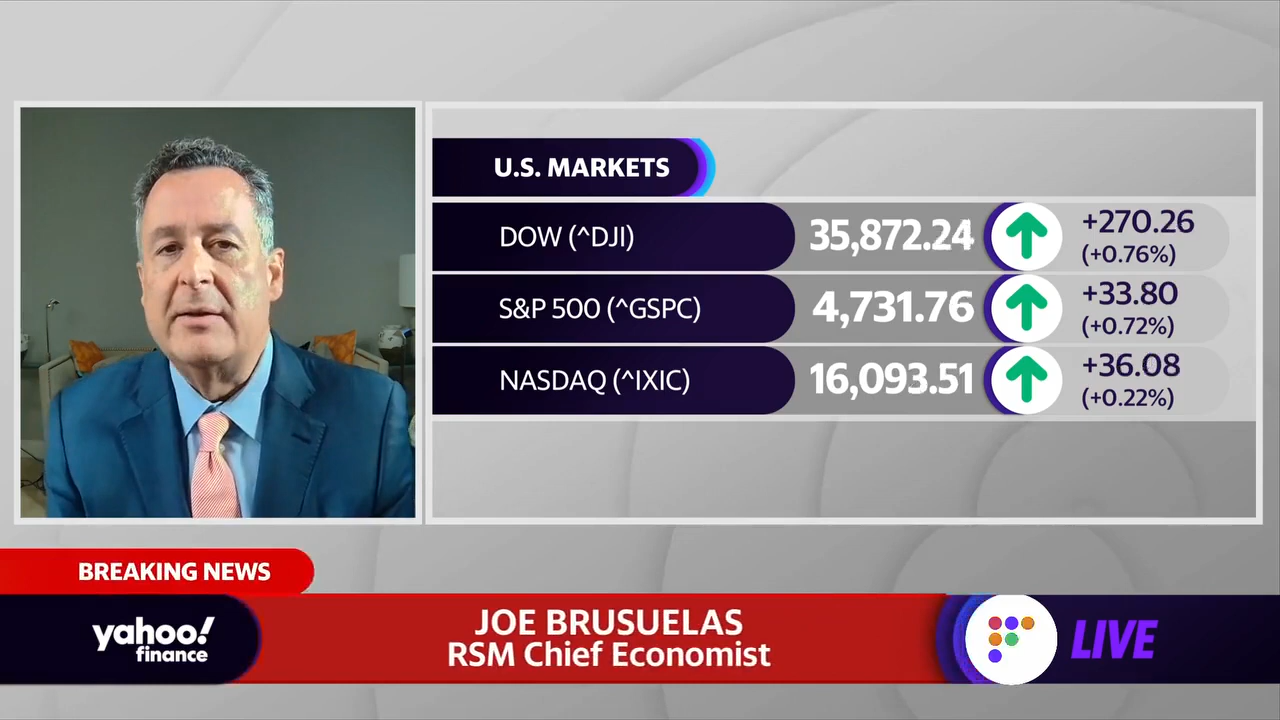 U.S. MARKETS
DOW (^DJI) 35,872.24 +270.26 (+0.76%)
S&P 500 (^GSPC) 4,731.76 +33.80 (+0.72%)
NASDAQ (^IXIC) 16,093.51 +36.08 (+0.22%)
BREAKING NEWS
yahoo!
finance
JOE BRUSUELAS
RSM Chief Economist
LIVE